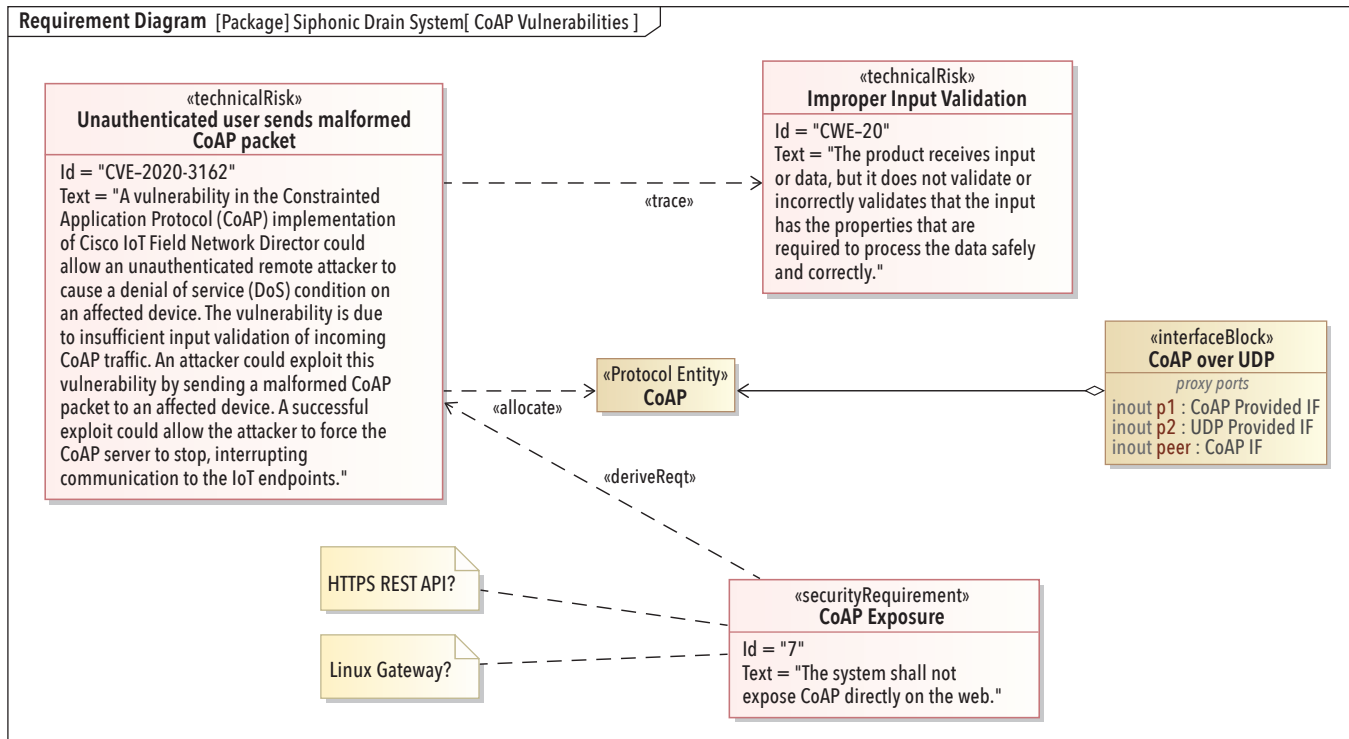 Requirement Diagram [Package] Siphonic Drain System[ CoAP Vulnerabilities ]
«technicalRisk»
Unauthenticated user sends malformed
CoAP packet
Id = "CVE–2020-3162"
Text = "A vulnerability in the Constrainted
Application Protocol (CoAP) implementation
of Cisco IoT Field Network Director could
allow an unauthenticated remote attacker to
cause a denial of service (DoS) condition on
an affected device. The vulnerability is due
to insufficient input validation of incoming
CoAP traffic. An attacker could exploit this
vulnerability by sending a malformed CoAP
packet to an affected device. A successful
exploit could allow the attacker to force the
CoAP server to stop, interrupting
communication to the IoT endpoints."
«trace»
«technicalRisk»
Improper Input Validation
Id = "CWE–20"
Text = "The product receives input
or data, but it does not validate or
incorrectly validates that the input
has the properties that are
required to process the data safely
and correctly."
«allocate»
«Protocol Entity»
CoAP
«interfaceBlock»
CoAP over UDP
proxy ports
inout p1 : CoAP Provided IF
inout p2 : UDP Provided IF
inout peer : CoAP IF
«deriveReqt»
HTTPS REST API?
Linux Gateway?
«securityRequirement»
CoAP Exposure
Id = "7"
Text = "The system shall not
expose CoAP directly on the web."